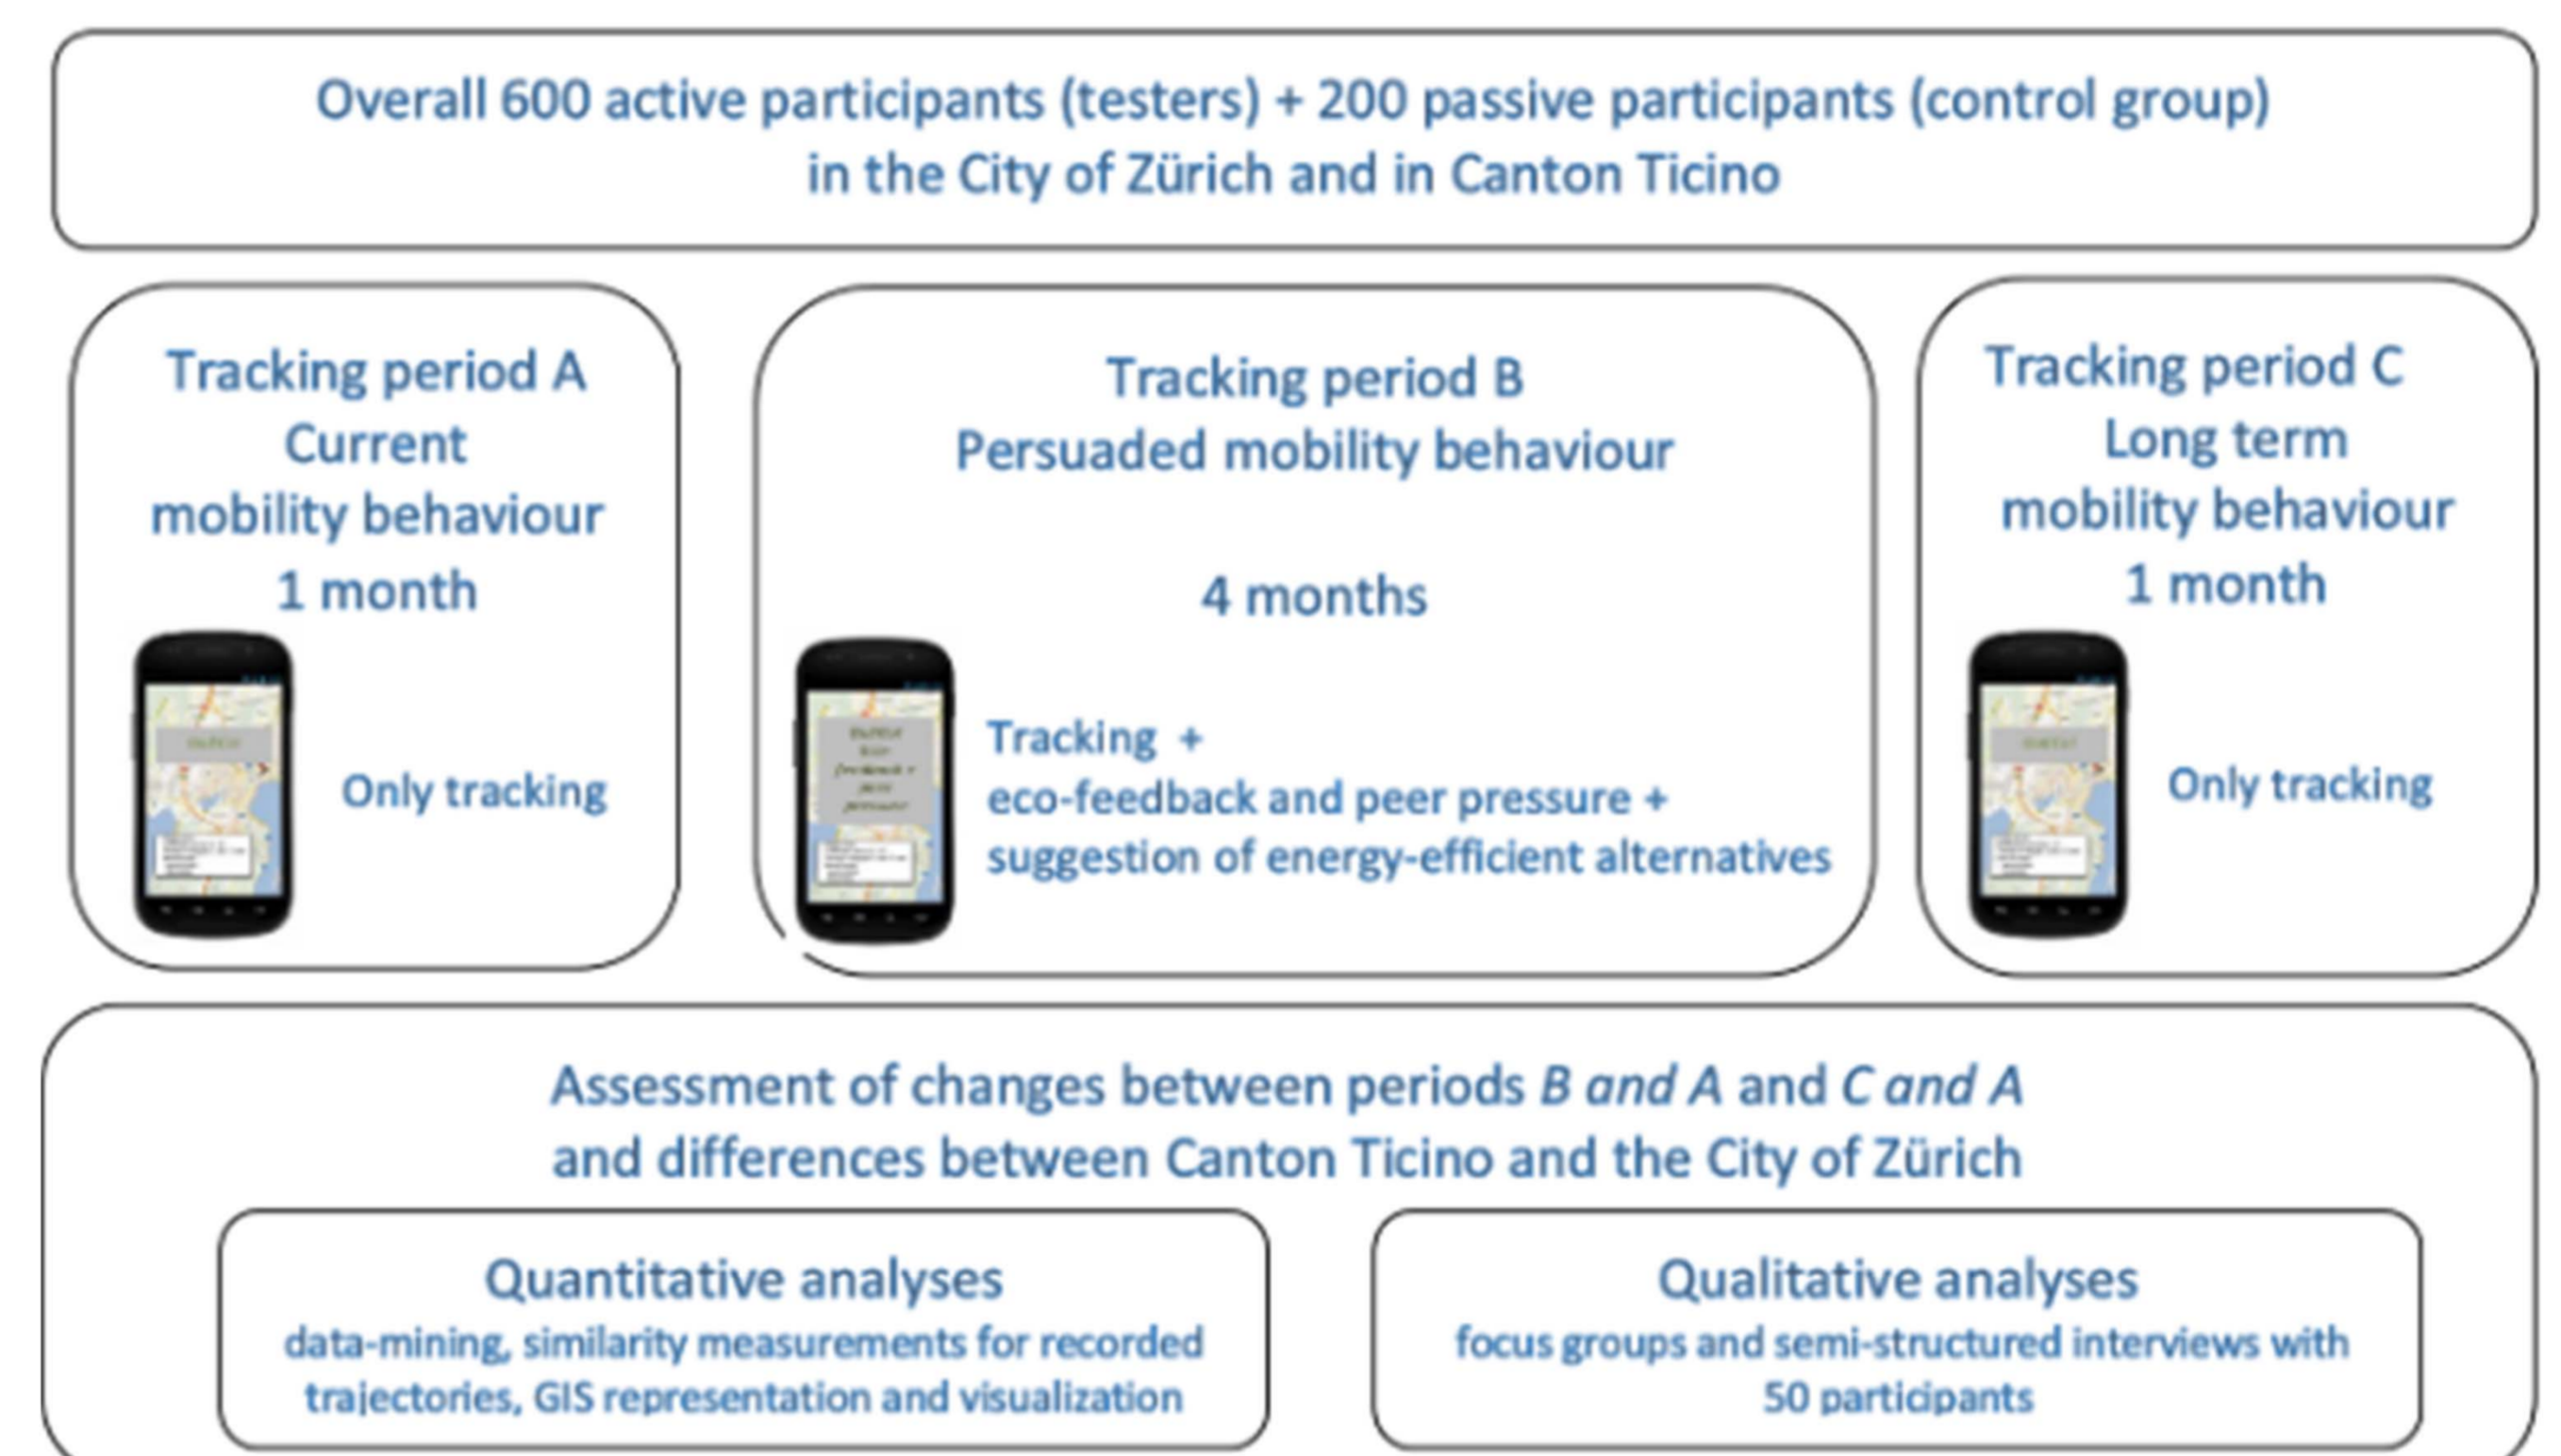 Overall 600 active participants (testers) + 200 passive participants (control group)
in the City of Zürich and in Canton Ticino
Tracking period A
Current
mobility behaviour
1 month
Only tracking
Tracking period B
Persuaded mobility behaviour
4 months
Tracking +
eco-feedback and peer pressure +
suggestion of energy-efficient alternatives
Tracking period C
Long term
mobility behaviour
1 month
Only tracking
Assessment of changes between periods B and A and C and A
and differences between Canton Ticino and the City of Zürich
Quantitative analyses
data-mining, similarity measurements for recorded
trajectories, GIS representation and visualization
Qualitative analyses
focus groups and semi-structured interviews with
50 participants